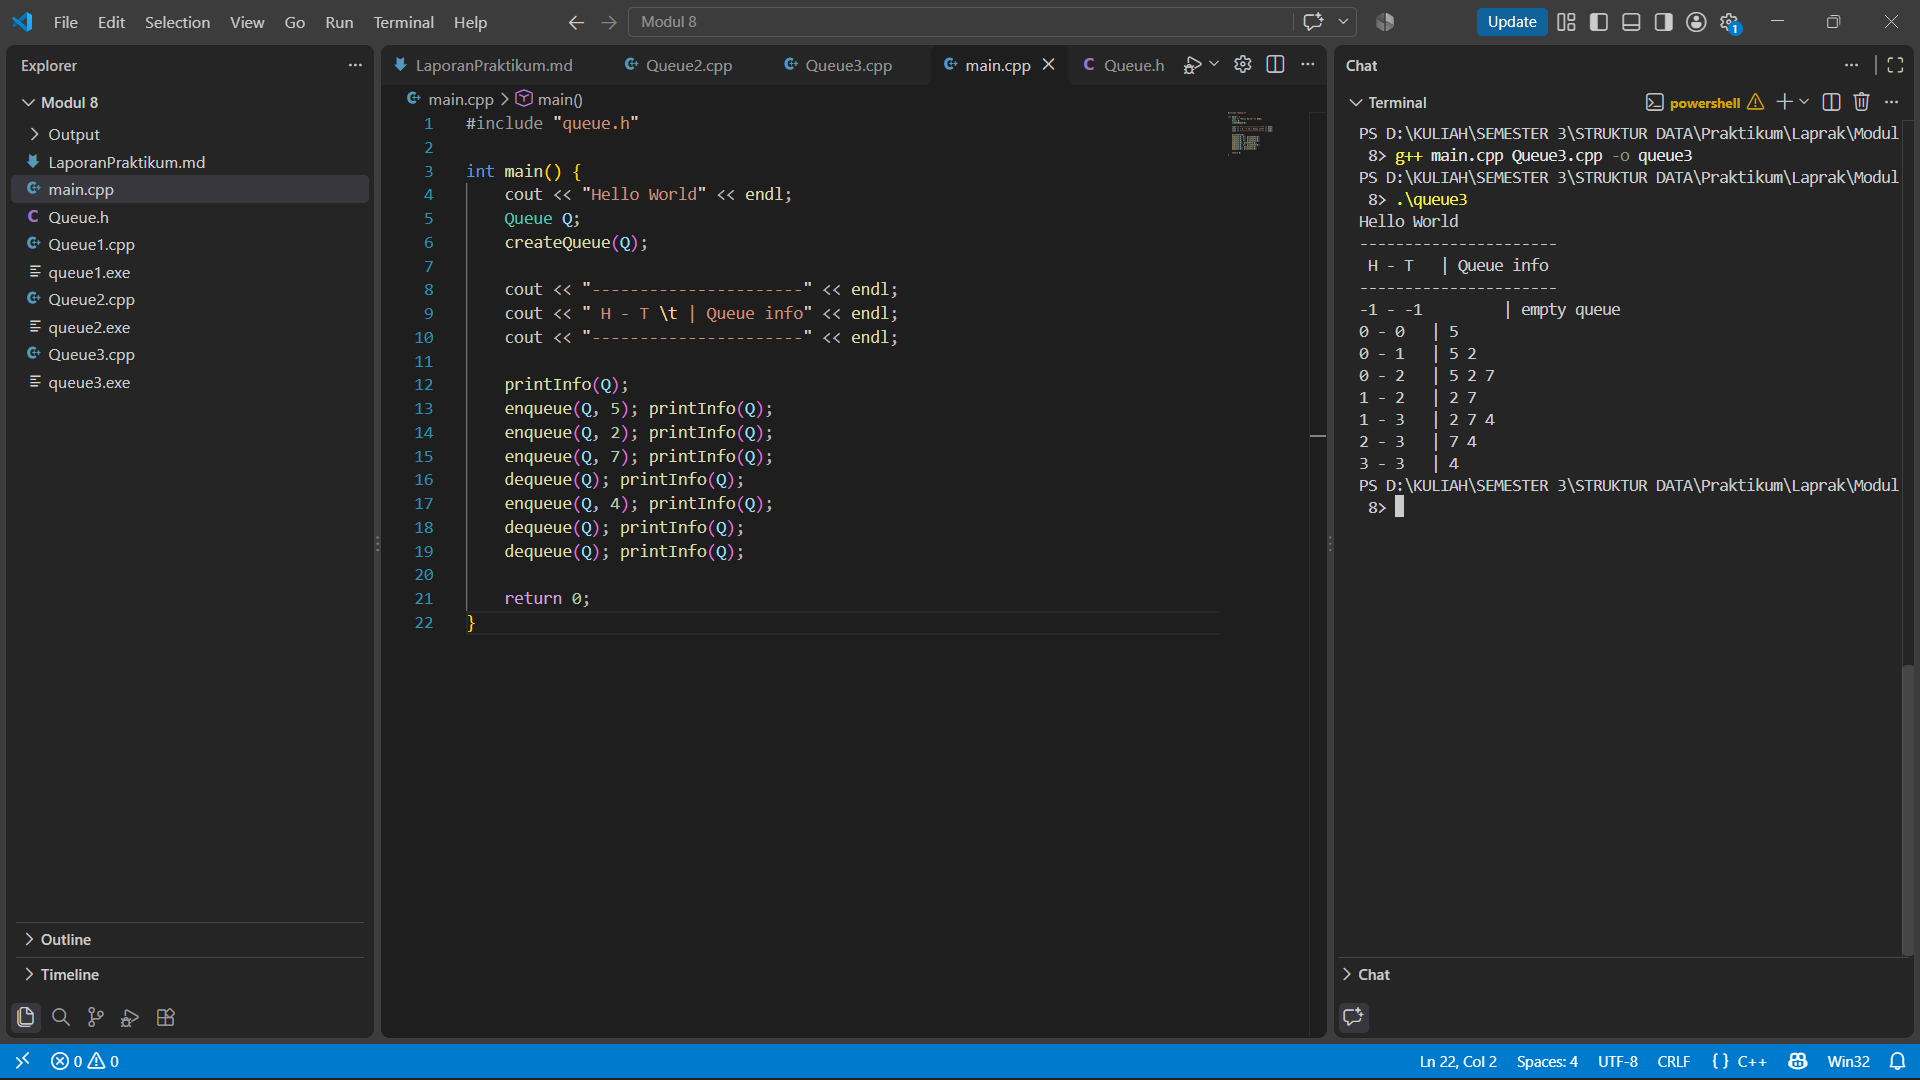 File Edit Selection View Go Run Terminal Help
Modul 8
Update
1
Explorer
Modul 8
Output
LaporanPraktikum.md
main.cpp
Queue.h
Queue1.cpp
queue1.exe
Queue2.cpp
queue2.exe
Queue3.cpp
queue3.exe
Outline
Timeline
LaporanPraktikum.md Queue2.cpp Queue3.cpp main.cpp Queue.h
main.cpp > main()
1 #include "queue.h"
2
3 int main() {
4 cout << "Hello World" << endl;
5 Queue Q;
6 createQueue(Q);
7
8 cout << "----------------------" << endl;
9 cout << " H - T \t | Queue info" << endl;
10 cout << "----------------------" << endl;
11
12 printInfo(Q);
13 enqueue(Q, 5); printInfo(Q);
14 enqueue(Q, 2); printInfo(Q);
15 enqueue(Q, 7); printInfo(Q);
16 dequeue(Q); printInfo(Q);
17 enqueue(Q, 4); printInfo(Q);
18 dequeue(Q); printInfo(Q);
19 dequeue(Q); printInfo(Q);
20
21 return 0;
22 }
Chat
Terminal
powershell
PS D:\KULIAH\SEMESTER 3\STRUKTUR DATA\Praktikum\Laprak\Modul
8> g++ main.cpp Queue3.cpp -o queue3
PS D:\KULIAH\SEMESTER 3\STRUKTUR DATA\Praktikum\Laprak\Modul
8> .\queue3
Hello World
----------------------
H - T | Queue info
----------------------
-1 - -1 | empty queue
0 - 0 | 5
0 - 1 | 5 2
0 - 2 | 5 2 7
1 - 2 | 2 7
1 - 3 | 2 7 4
2 - 3 | 7 4
3 - 3 | 4
PS D:\KULIAH\SEMESTER 3\STRUKTUR DATA\Praktikum\Laprak\Modul
8>
Chat
0 0
Ln 22, Col 2 Spaces: 4 UTF-8 CRLF {} C++ Win32